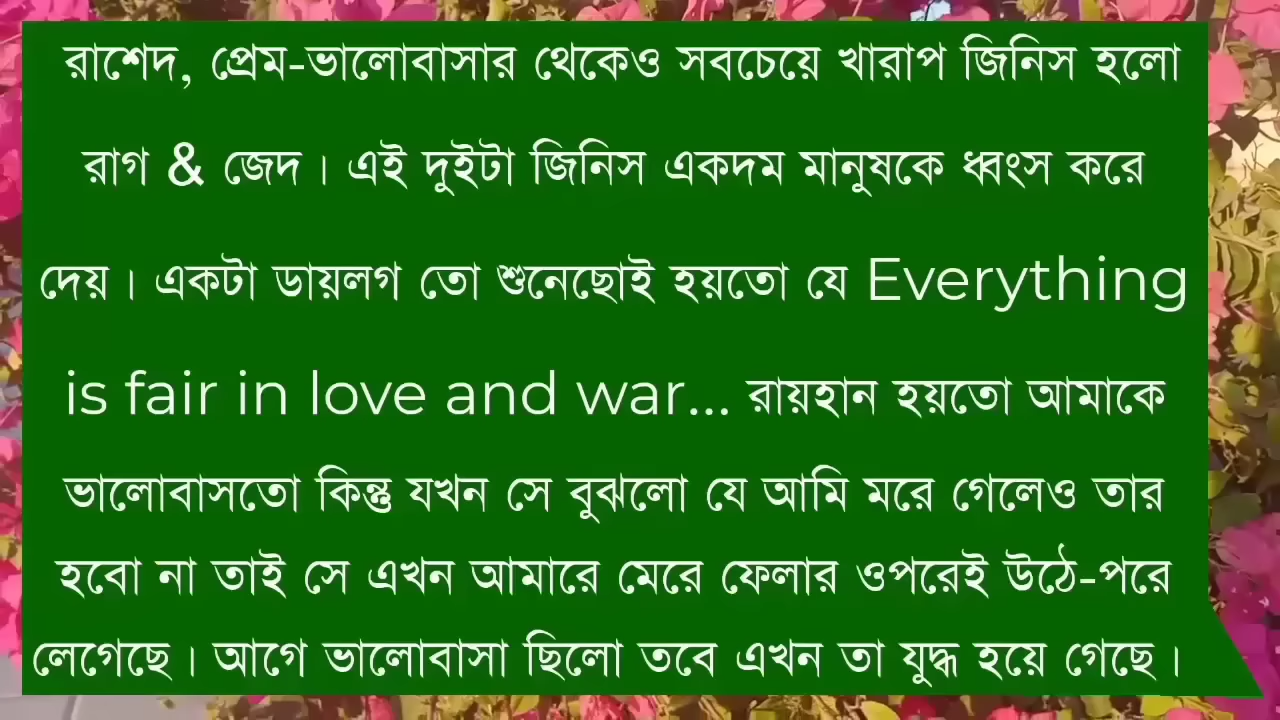 রাশেদ, প্রেম-ভালোবাসার থেকেও সবচেয়ে খারাপ জিনিস হলো
রাগ & জেদ। এই দুইটা জিনিস একদম মানুষকে ধ্বংস করে
দেয়। একটা ডায়লগ তো শুনেছোই হয়তো যে Everything
is fair in love and war... রায়হান হয়তো আমাকে
ভালোবাসতো কিন্তু যখন সে বুঝলো যে আমি মরে গেলেও তার
হবো না তাই সে এখন আমারে মেরে ফেলার ওপরেই উঠে-পরে
লেগেছে। আগে ভালোবাসা ছিলো তবে এখন তা যুদ্ধ হয়ে গেছে।